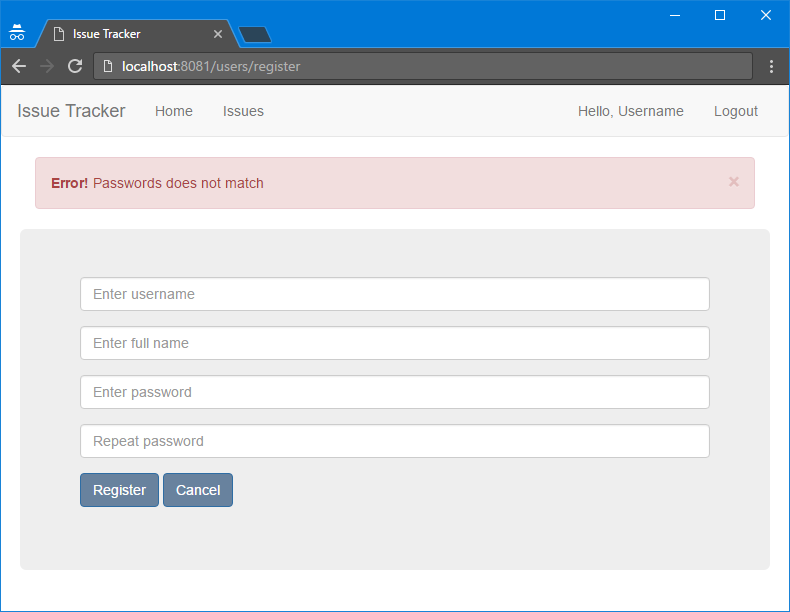 Issue Tracker
localhost:8081/users/register
Issue Tracker Home Issues Hello, Username Logout
Error! Passwords does not match ×
Enter username
Enter full name
Enter password
Repeat password
Register Cancel